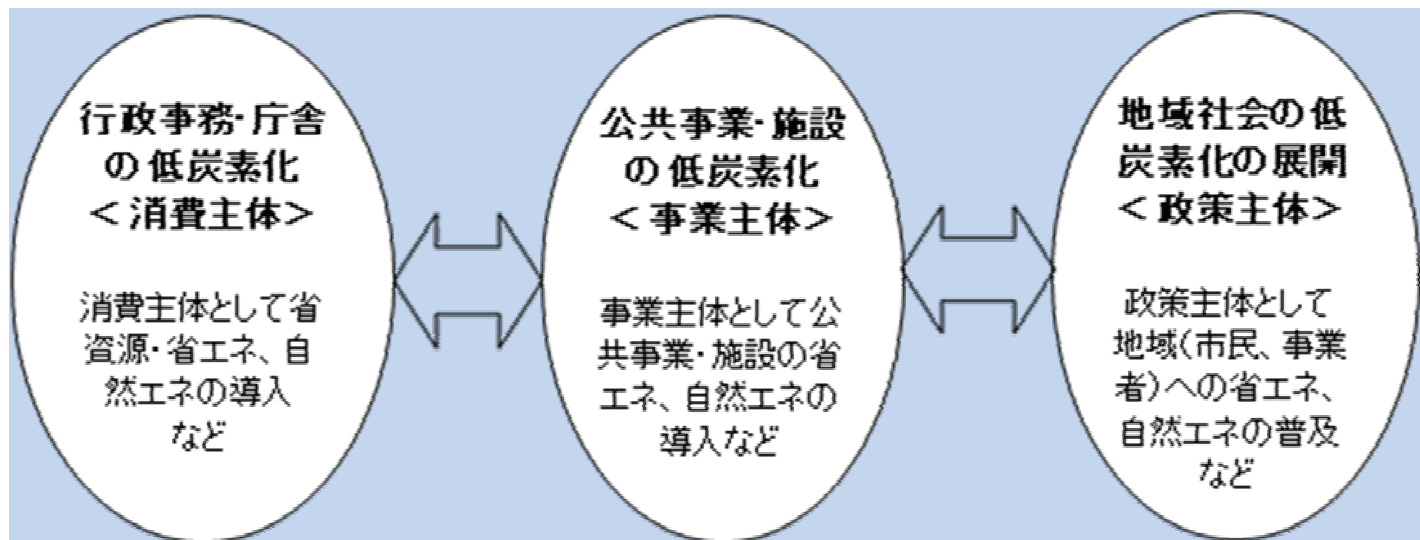 行政事務・庁舎
の低炭素化
＜消費主体＞
消費主体として省
資源・省エネ、自
然エネの導入
など
公共事業・施設
の低炭素化
＜事業主体＞
事業主体として公
共事業・施設の省
エネ、自然エネの
導入など
地域社会の低
炭素化の展開
＜政策主体＞
政策主体として
地域（市民、事業
者）への省エネ、
自然エネの普及
など